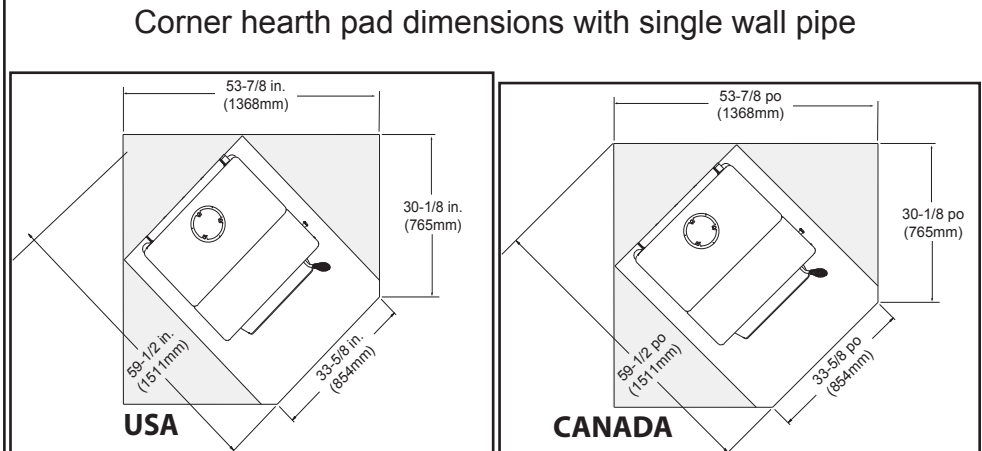 Corner hearth pad dimensions with single wall pipe
53-7/8 in.
(1368mm)
30-1/8 in.
(765mm)
59-1/2 in.
(1511mm)
33-5/8 in.
(854mm)
USA
53-7/8 po
(1368mm)
30-1/8 po
(765mm)
59-1/2 po
(1511mm)
33-5/8 po
(854mm)
CANADA